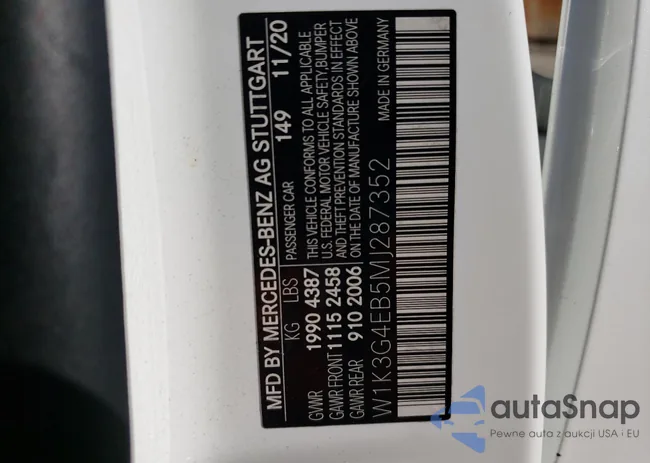 MFD BY MERCEDES-BENZ AG STUTTGART
KG LBS PASSENGER CAR 149 11/20
GVWR 1990 4387 THIS VEHICLE CONFORMS TO ALL APPLICABLE
U.S. FEDERAL MOTOR VEHICLE SAFETY, BUMPER
GAWR FRONT 1115 2458 AND THEFT PREVENTION STANDARDS IN EFFECT
GAWR REAR 910 2006 ON THE DATE OF MANUFACTURE SHOWN ABOVE
W1K3G4EB5MJ287352 MADE IN GERMANY
autaSnap
Pewne auta z aukcji USA i EU